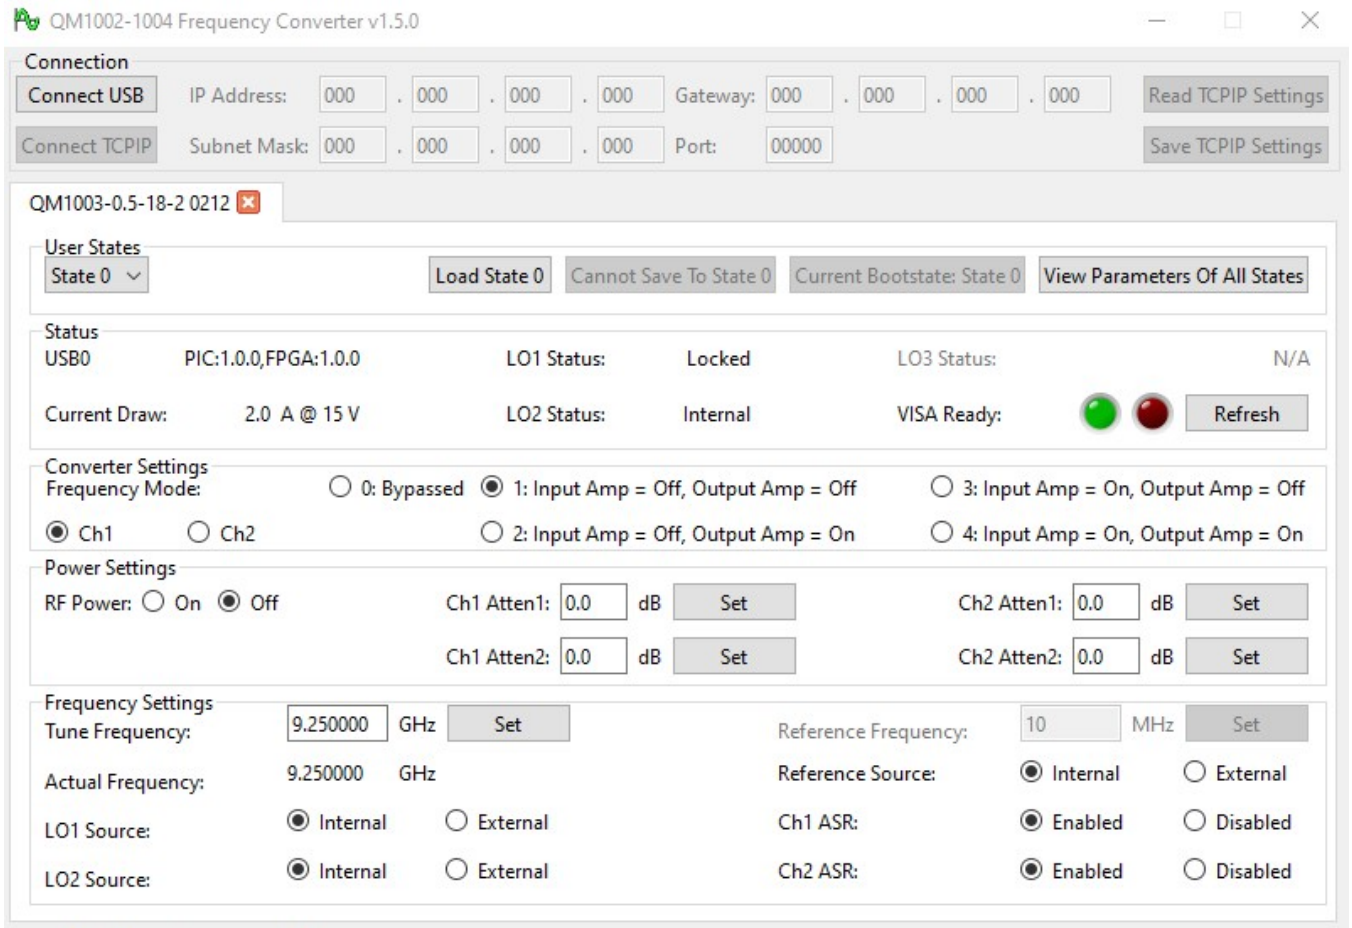 QM1002-1004 Frequency Converter v1.5.0
Connection
Connect USB IP Address: 000 . 000 . 000 . 000 Gateway: 000 . 000 . 000 . 000 Read TCPIP Settings
Connect TCPIP Subnet Mask: 000 . 000 . 000 . 000 Port: 00000 Save TCPIP Settings
QM1003-0.5-18-2 0212
User States
State 0 Load State 0 Cannot Save To State 0 Current Bootstate: State 0 View Parameters Of All States
Status
USB0 PIC:1.0.0,FPGA:1.0.0 LO1 Status: Locked LO3 Status: N/A
Current Draw: 2.0 A @ 15 V LO2 Status: Internal VISA Ready: Refresh
Converter Settings
Frequency Mode: 0: Bypassed 1: Input Amp = Off, Output Amp = Off 3: Input Amp = On, Output Amp = Off
Ch1 Ch2 2: Input Amp = Off, Output Amp = On 4: Input Amp = On, Output Amp = On
Power Settings
RF Power: On Off Ch1 Atten1: 0.0 dB Set Ch2 Atten1: 0.0 dB Set
Ch1 Atten2: 0.0 dB Set Ch2 Atten2: 0.0 dB Set
Frequency Settings
Tune Frequency: 9.250000 GHz Set Reference Frequency: 10 MHz Set
Actual Frequency: 9.250000 GHz Reference Source: Internal External
LO1 Source: Internal External Ch1 ASR: Enabled Disabled
LO2 Source: Internal External Ch2 ASR: Enabled Disabled